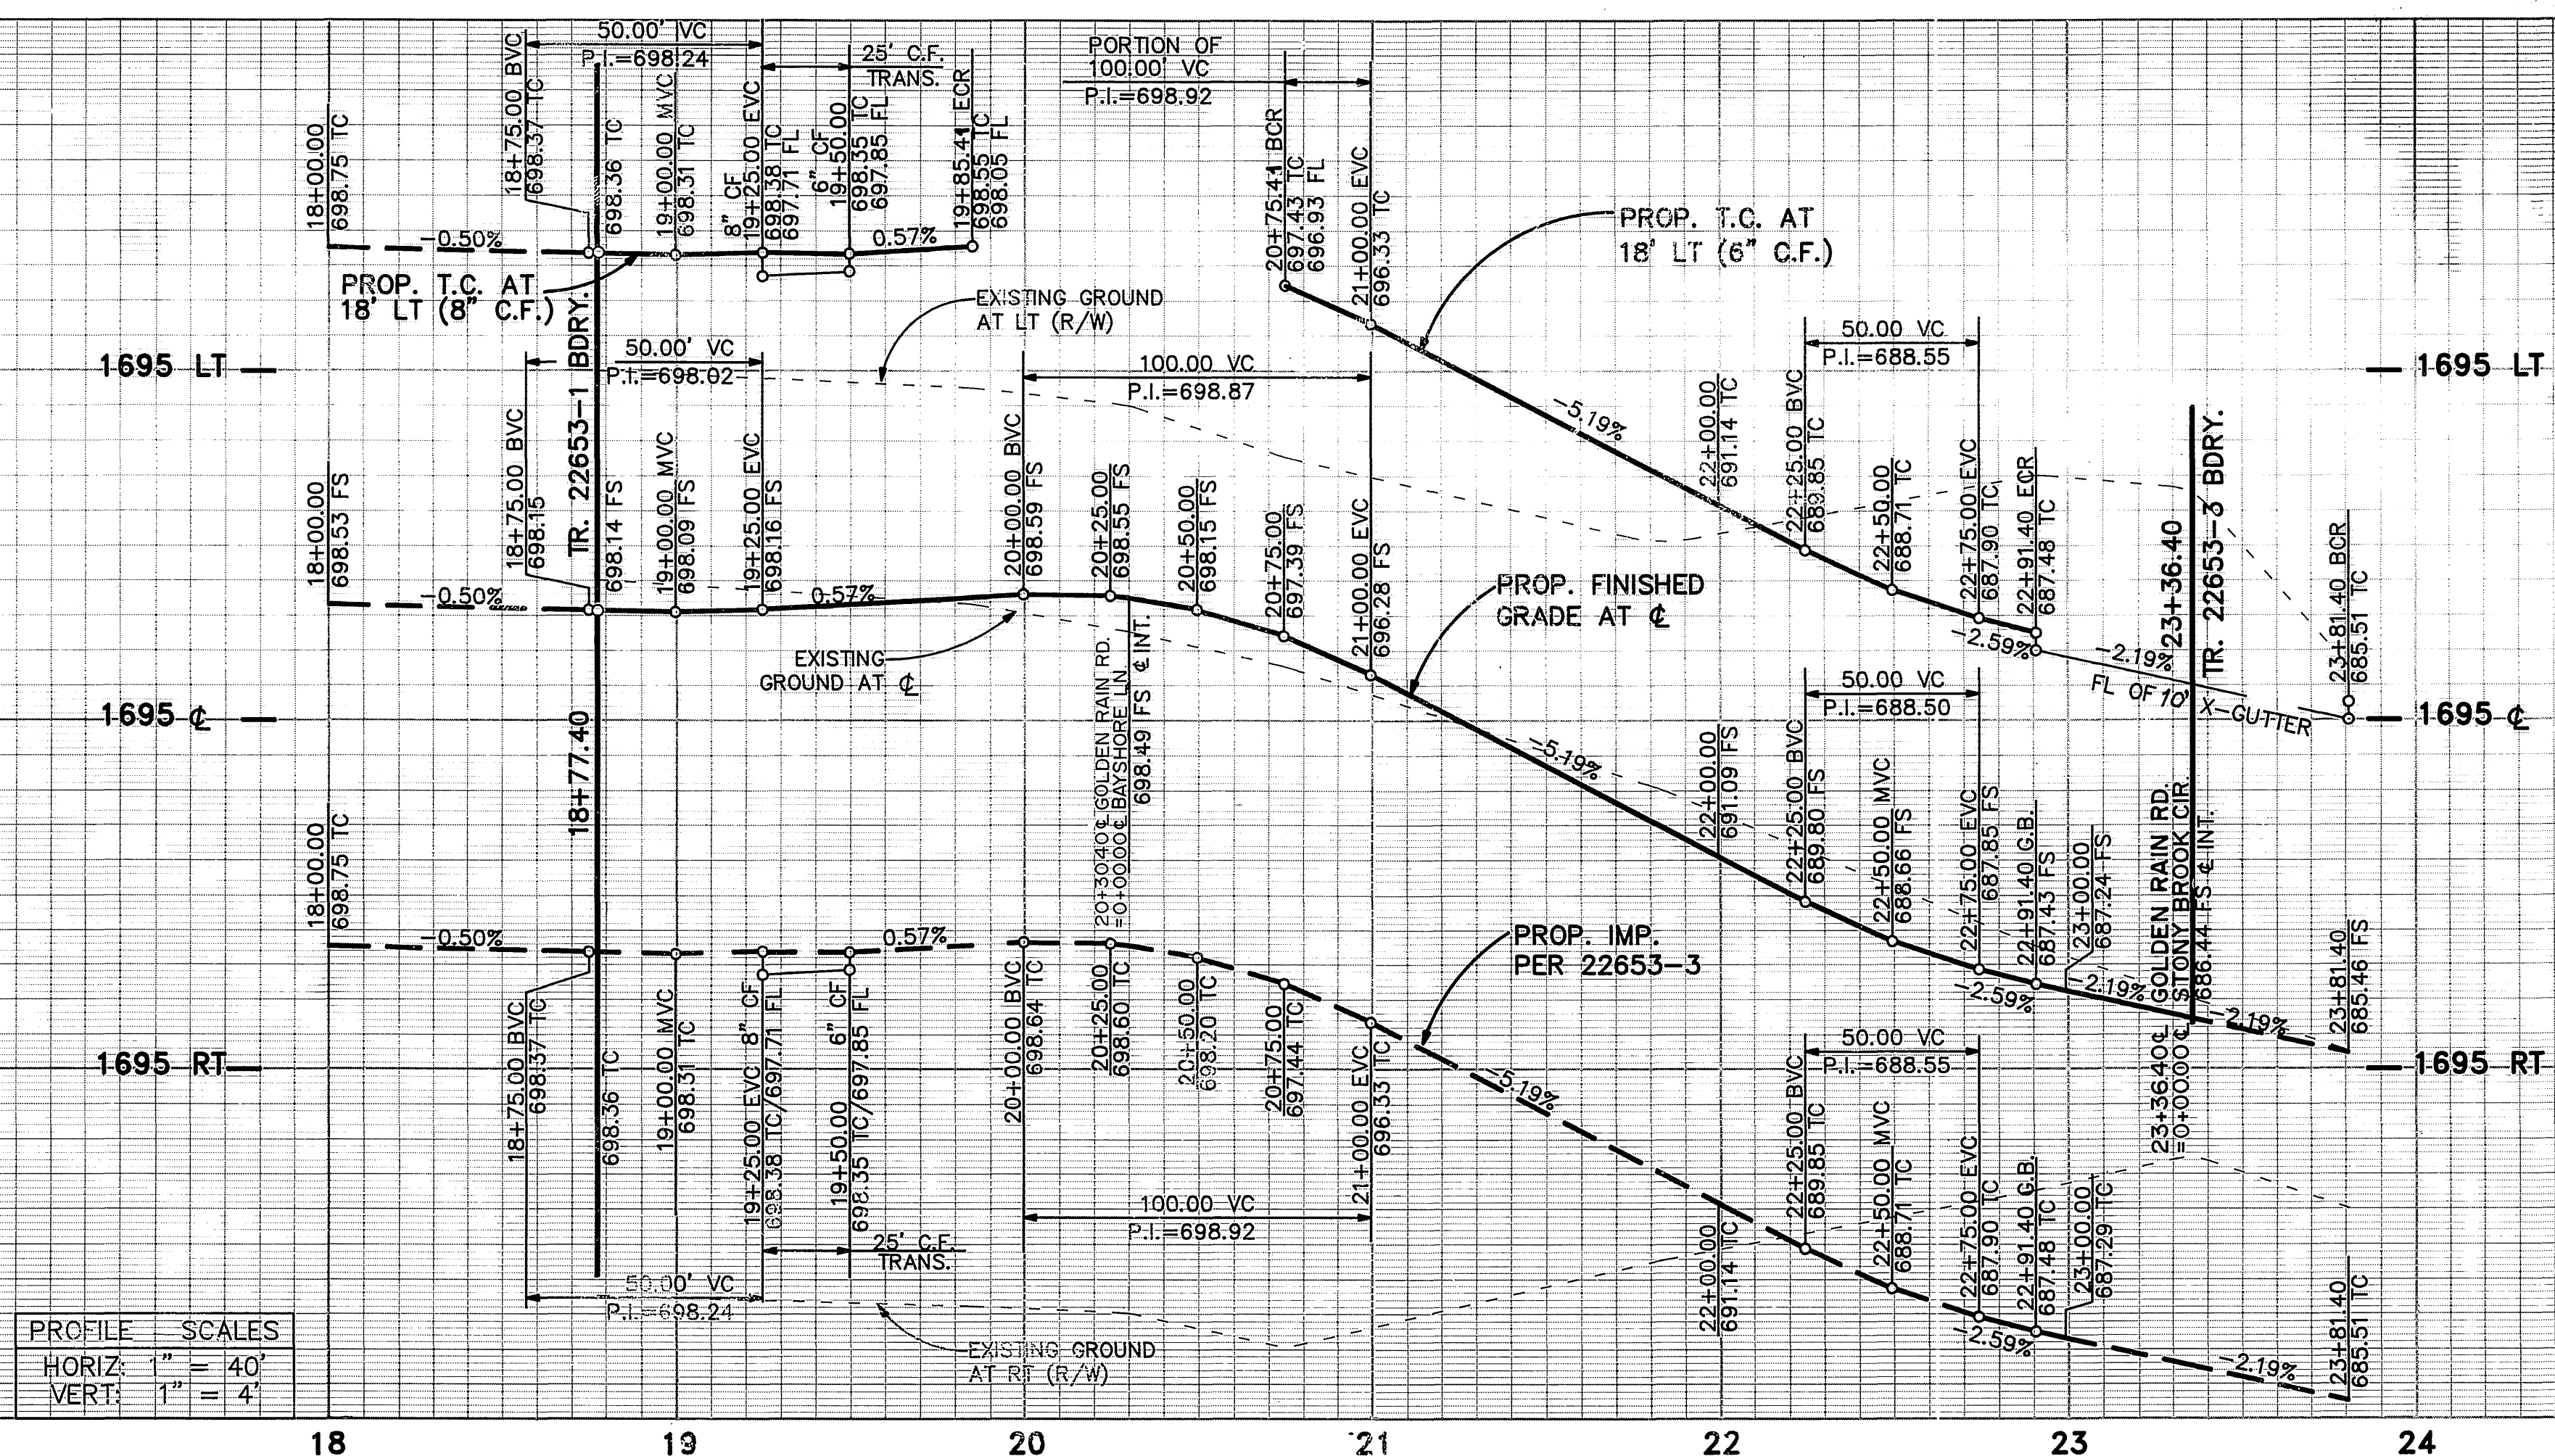 50.00' VC
P.I.=698.24
25' C.F.
TRANS.
PORTION OF
100.00' VC
P.I.=698.92
18+00.00
698.75 TC
18+75.00 BVC
698.37 TC
698.36 TC
19+00.00 MVC
698.31 TC
8" CF
19+25.00 EVC
698.38 TC
697.71 FL
6" CF
19+50.00
698.35 TC
697.85 FL
19+85.41 ECR
698.55 TC
698.05 FL
20+75.41 BCR
697.43 TC
696.93 FL
21+00.00 EVC
696.33 TC
-0.50%
0.57%
PROP. T.C. AT
18' LT (8" C.F.)
PROP. T.C. AT
18' LT (6" C.F.)
EXISTING GROUND
AT LT (R/W)
-5.19%
50.00 VC
P.I.=688.55
22+00.00
691.14 TC
22+25.00 BVC
689.85 TC
22+50.00
688.71 TC
22+75.00 EVC
687.90 TC
22+91.40 ECR
687.48 TC
-2.59%
-2.19%
FL OF 10' X-GUTTER
23+81.40 BCR
685.51 TC
1695 LT
1695 LT
TR. 22653-1 BDRY.
18+77.40
23+36.40
TR. 22653-3 BDRY.
50.00' VC
P.I.=698.02
100.00 VC
P.I.=698.87
18+00.00
698.53 FS
18+75.00 BVC
698.15
698.14 FS
19+00.00 MVC
698.09 FS
19+25.00 EVC
698.16 FS
20+00.00 BVC
698.59 FS
20+25.00
698.55 FS
20+50.00
698.15 FS
20+75.00
697.39 FS
21+00.00 EVC
696.28 FS
-0.50%
0.57%
EXISTING
GROUND AT ℄
20+30.40 ℄ GOLDEN RAIN RD.
=0+00.00 ℄ BAYSHORE LN.
698.49 FS ℄ INT.
PROP. FINISHED
GRADE AT ℄
-5.19%
50.00 VC
P.I.=688.50
22+00.00
691.09 FS
22+25.00 BVC
689.80 FS
22+50.00 MVC
688.66 FS
22+75.00 EVC
687.85 FS
22+91.40 G.B.
687.43 FS
23+00.00
687.24 FS
-2.59%
-2.19%
-2.19%
23+36.40 ℄ GOLDEN RAIN RD.
=0+00.00 ℄ STONY BROOK CIR.
686.44 FS ℄ INT.
23+81.40
685.46 FS
1695 ℄
1695 ℄
18+00.00
698.75 TC
-0.50%
0.57%
18+75.00 BVC
698.37 TC
698.36 TC
19+00.00 MVC
698.31 TC
19+25.00 EVC 8" CF
698.38 TC/697.71 FL
19+50.00 6" CF
698.35 TC/697.85 FL
20+00.00 BVC
698.64 TC
20+25.00
698.60 TC
20+50.00
698.20 TC
20+75.00
697.44 TC
21+00.00 EVC
696.33 TC
PROP. IMP.
PER 22653-3
-5.19%
50.00 VC
P.I.=688.55
22+00.00
691.14 TC
22+25.00 BVC
689.85 TC
22+50.00 MVC
688.71 TC
22+75.00 EVC
687.90 TC
22+91.40 G.B.
687.48 TC
23+00.00
687.29 TC
-2.59%
-2.19%
23+81.40
685.51 TC
1695 RT
1695 RT
100.00 VC
P.I.=698.92
25' C.F.
TRANS.
50.00' VC
P.I.=698.24
EXISTING GROUND
AT RT (R/W)
PROFILE SCALES
HORIZ: 1" = 40'
VERT: 1" = 4'
18 19 20 21 22 23 24